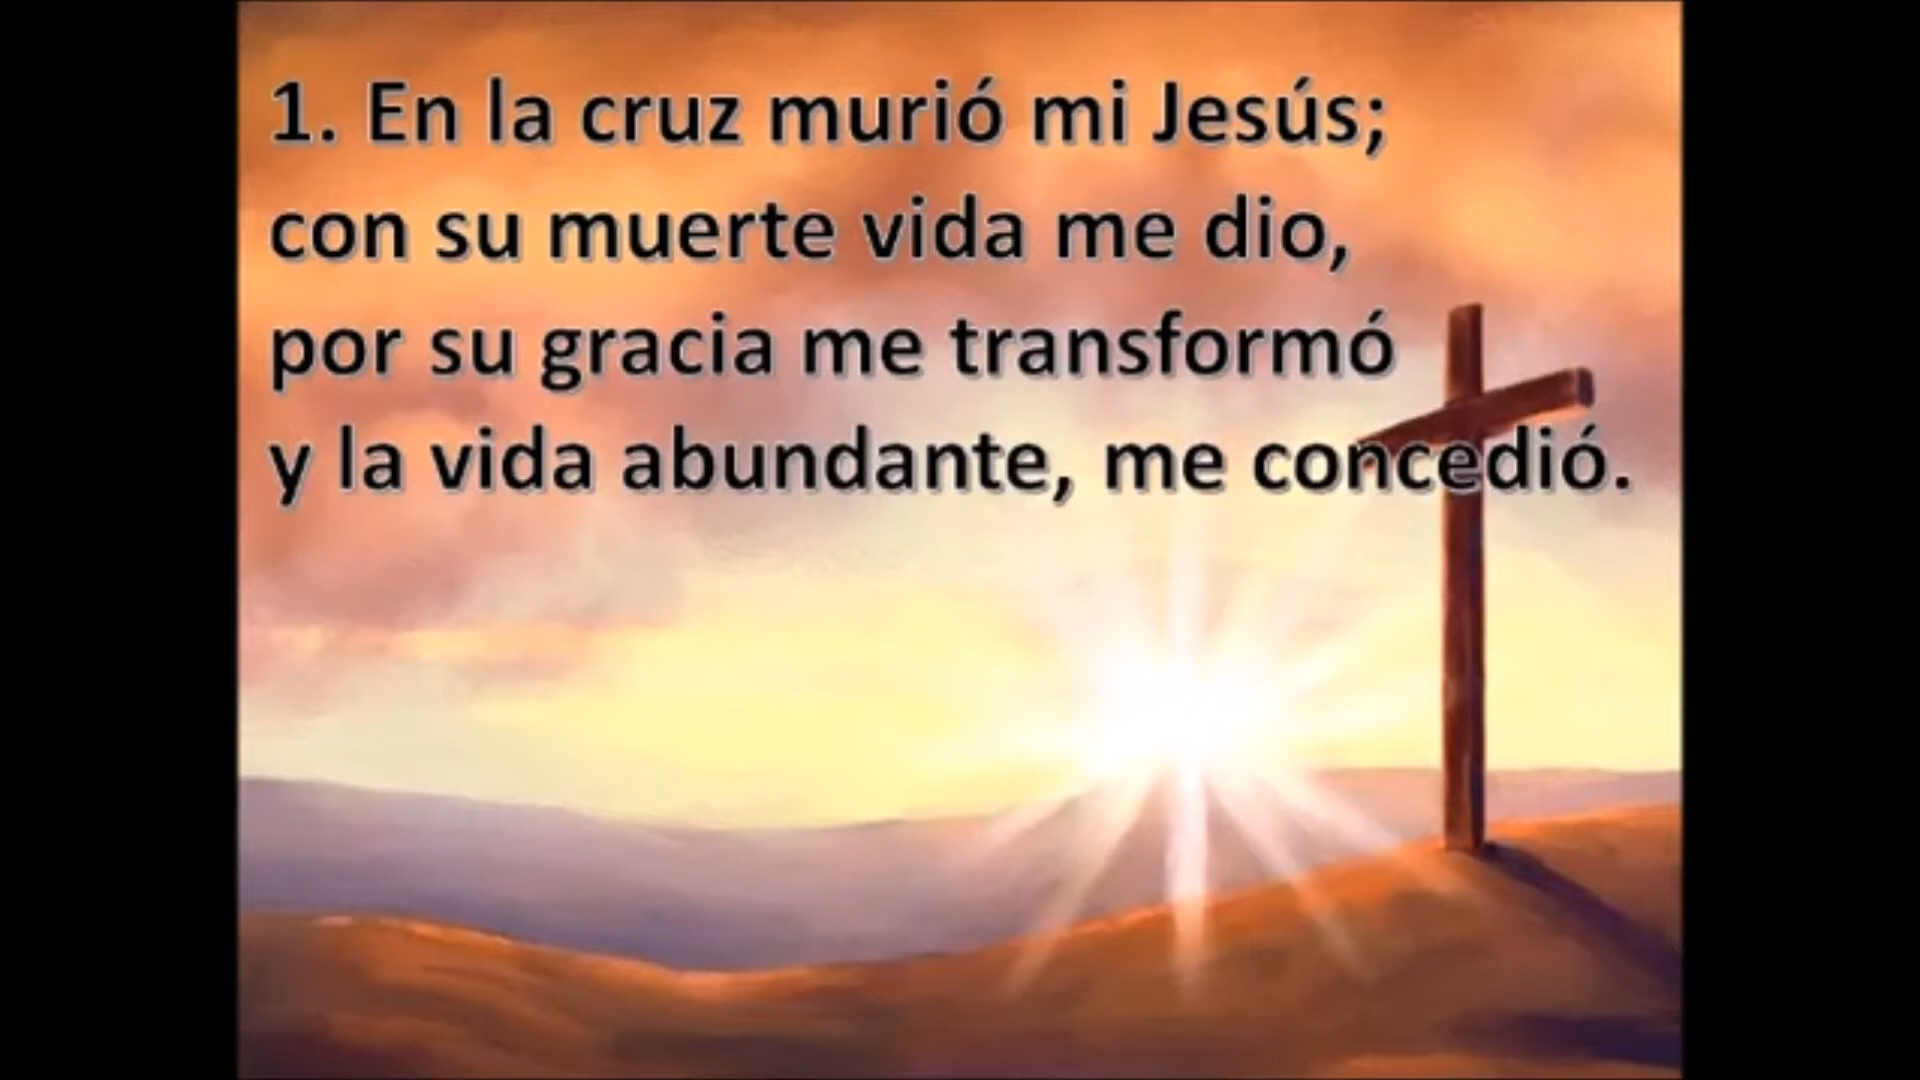 1. En la cruz murió mi Jesús;
con su muerte vida me dio,
por su gracia me transformó
y la vida abundante, me concedió.